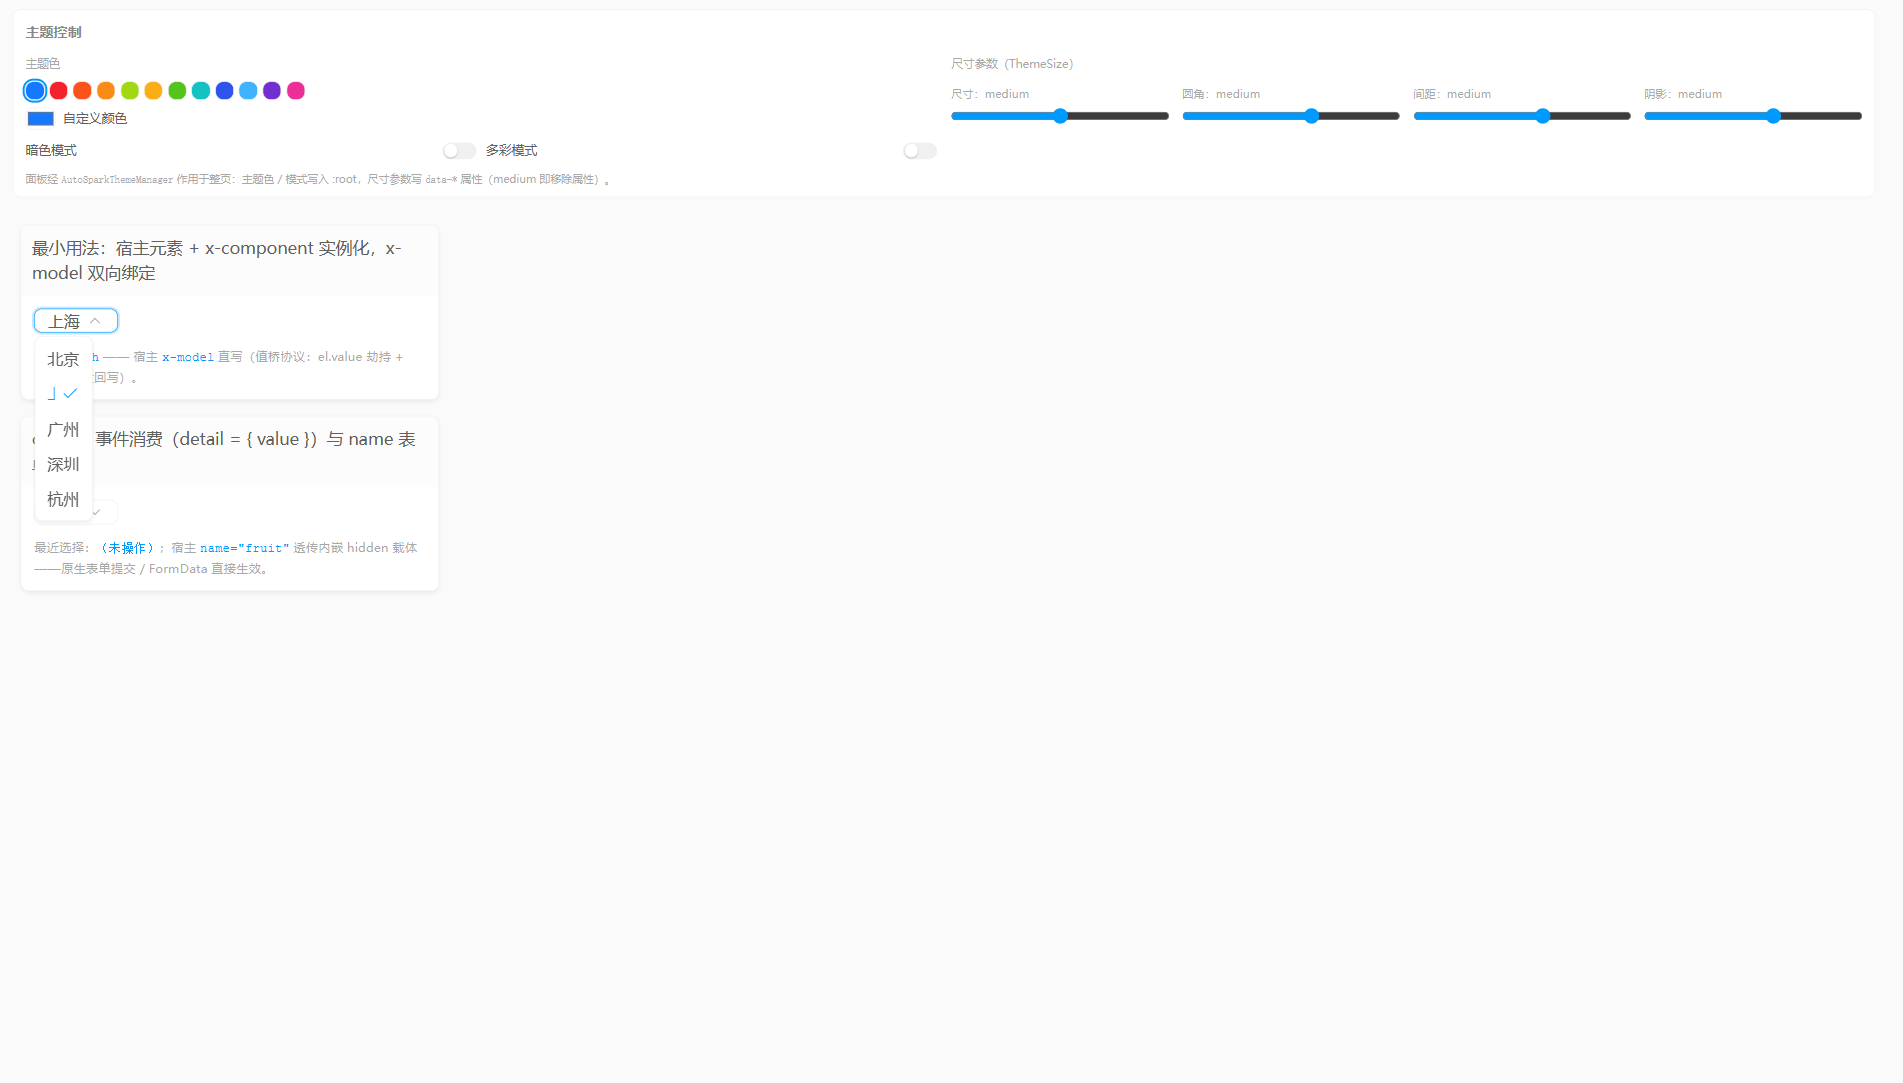 主题控制
主题色
自定义颜色
暗色模式
多彩模式
面板经 AutoSparkThemeManager 作用于整页：主题色 / 模式写入 :root，尺寸参数写 data-* 属性（medium 即移除属性）。
尺寸参数（ThemeSize）
尺寸：medium
圆角：medium
间距：medium
阴影：medium
最小用法：宿主元素 + x-component 实例化，x-
model 双向绑定
上海
北京
广州
深圳
杭州
h —— 宿主 x-model 直写（值桥协议：el.value 劫持 +
回写）。
事件消费（detail = { value }）与 name 表
最近选择：（未操作）；宿主 name="fruit" 透传内嵌 hidden 载体
——原生表单提交 / FormData 直接生效。